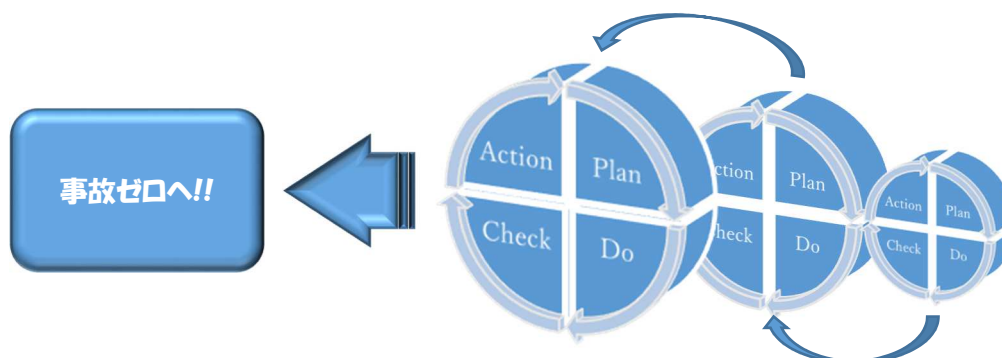 事故ゼロへ!!
Action
Plan
Check
Do
ction
Plan
heck
Do
Action
Plan
Check
Do